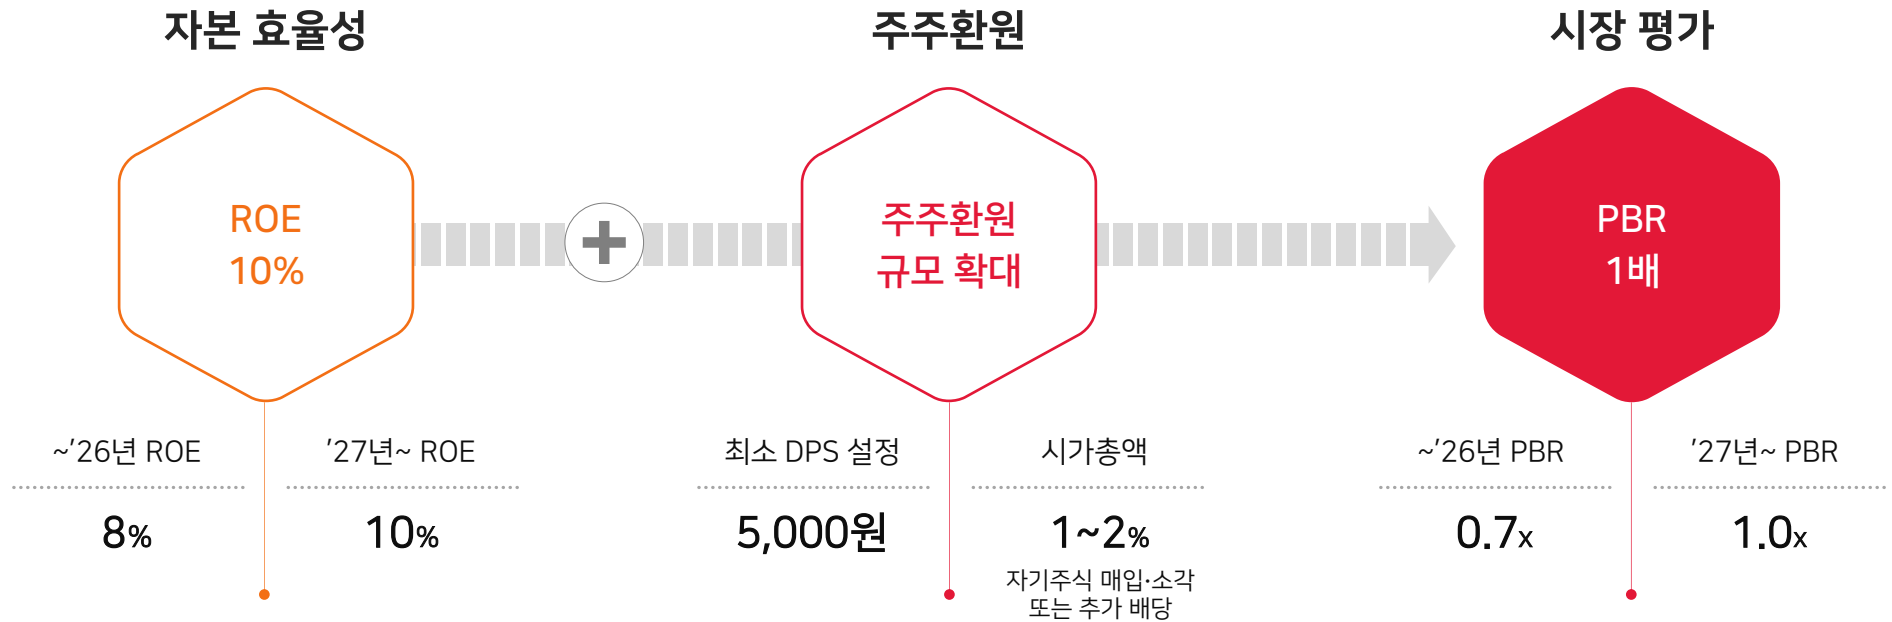 자본 효율성
주주환원
시장 평가
ROE
10%
주주환원
규모 확대
PBR
1배
~’26년 ROE
’27년~ ROE
8%
10%
최소 DPS 설정
시가총액
5,000원
1~2%
자기주식 매입·소각
또는 추가 배당
~’26년 PBR
’27년~ PBR
0.7x
1.0x